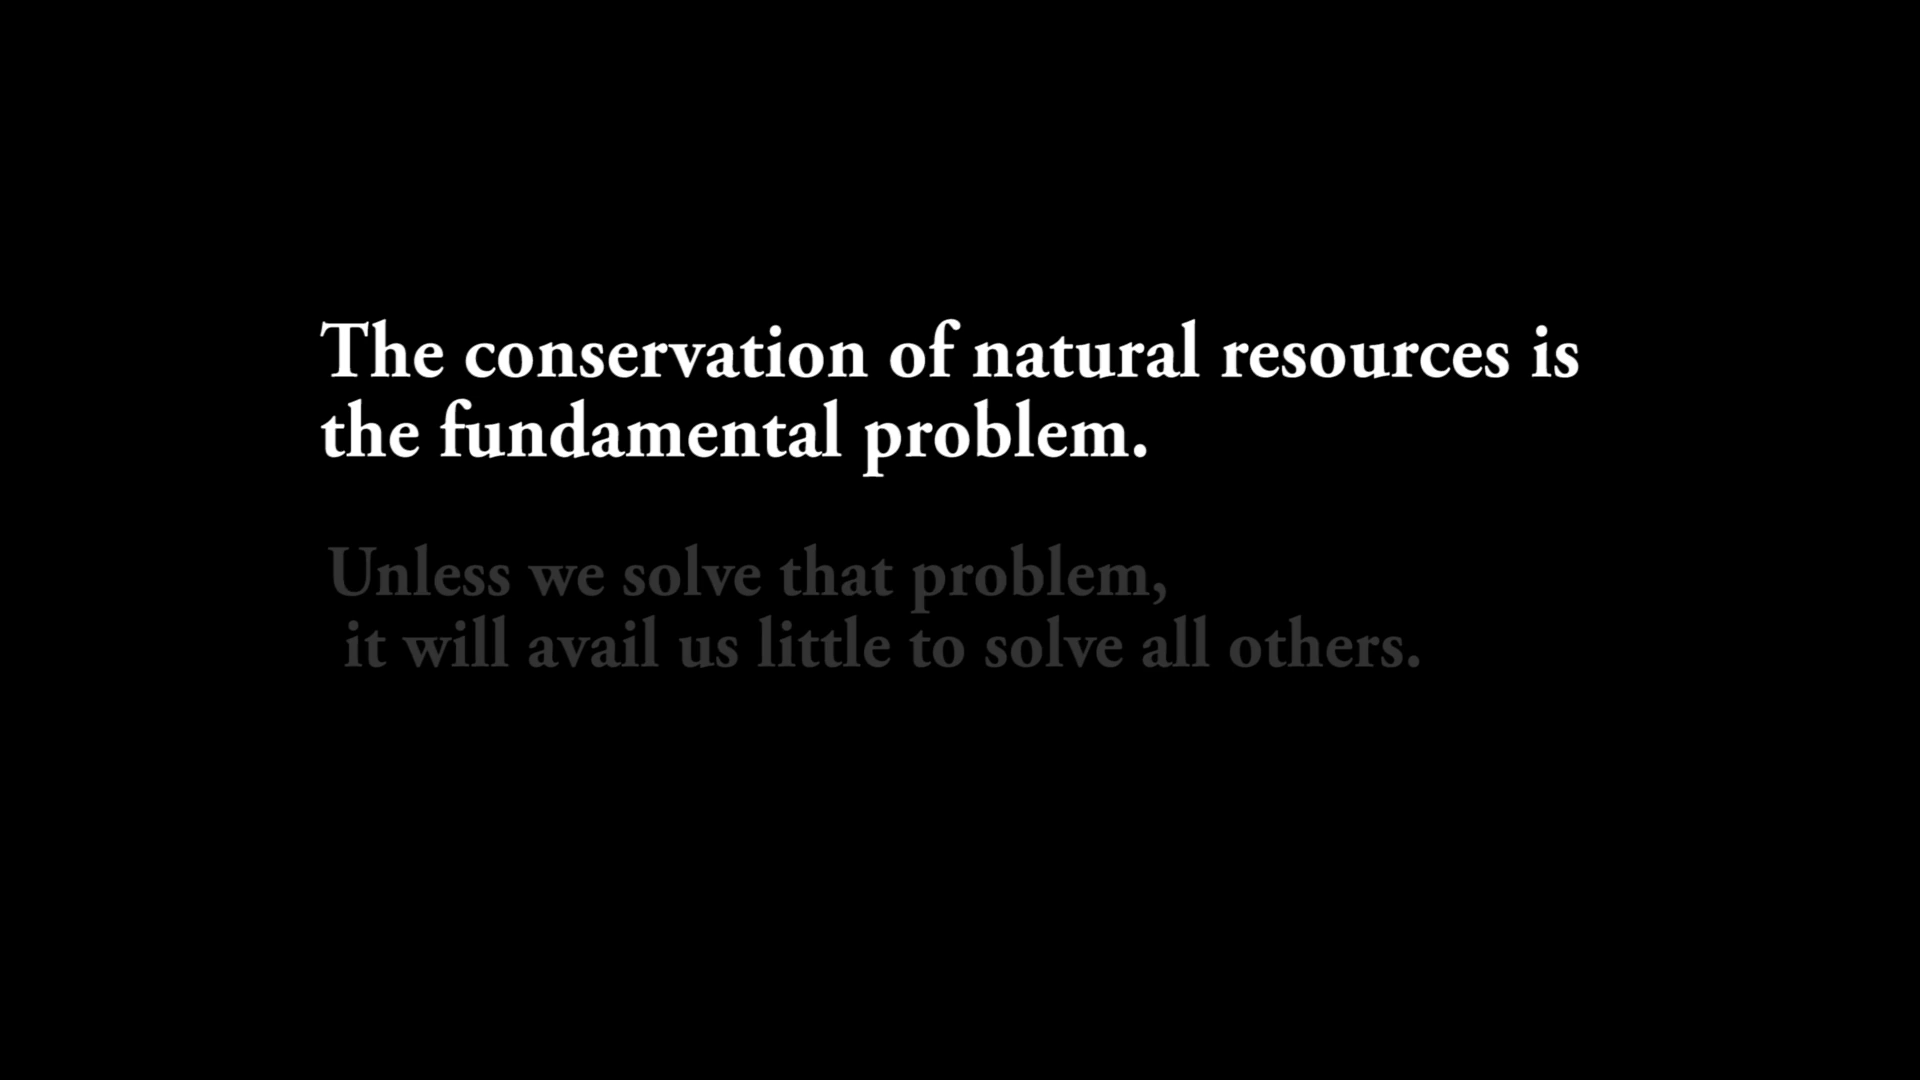 The conservation of natural resources is
the fundamental problem.
Unless we solve that problem,
it will avail us little to solve all others.